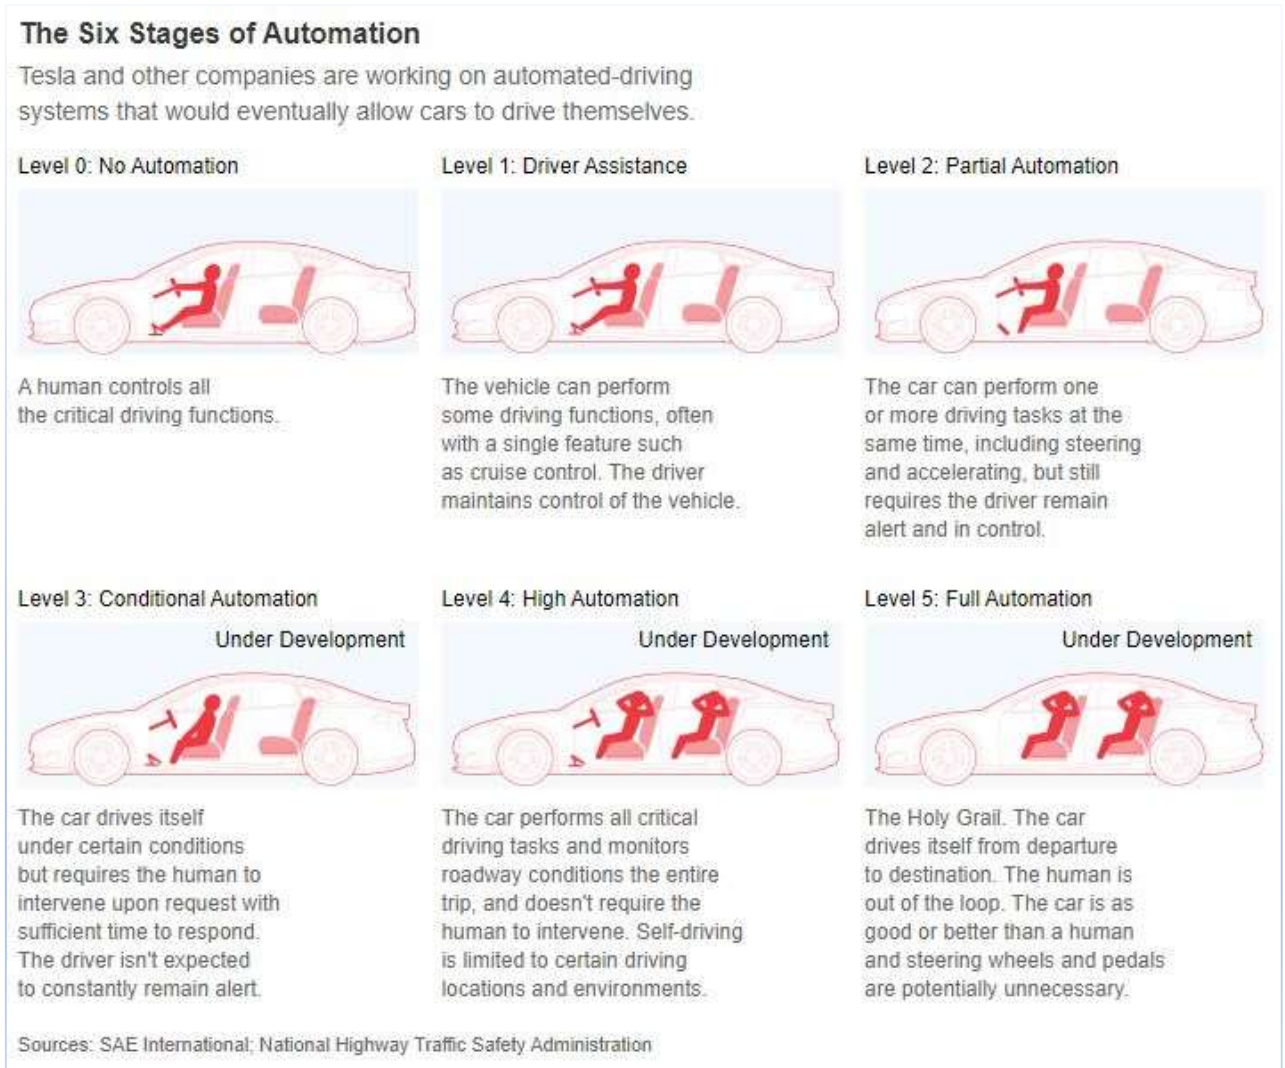 The Six Stages of Automation
Tesla and other companies are working on automated-driving
systems that would eventually allow cars to drive themselves.
Level 0: No Automation
A human controls all
the critical driving functions.
Level 1: Driver Assistance
The vehicle can perform
some driving functions, often
with a single feature such
as cruise control. The driver
maintains control of the vehicle.
Level 2: Partial Automation
The car can perform one
or more driving tasks at the
same time, including steering
and accelerating, but still
requires the driver remain
alert and in control.
Level 3: Conditional Automation
Under Development
The car drives itself
under certain conditions
but requires the human to
intervene upon request with
sufficient time to respond.
The driver isn't expected
to constantly remain alert.
Level 4: High Automation
Under Development
The car performs all critical
driving tasks and monitors
roadway conditions the entire
trip, and doesn't require the
human to intervene. Self-driving
is limited to certain driving
locations and environments.
Level 5: Full Automation
Under Development
The Holy Grail. The car
drives itself from departure
to destination. The human is
out of the loop. The car is as
good or better than a human
and steering wheels and pedals
are potentially unnecessary.
Sources: SAE International; National Highway Traffic Safety Administration